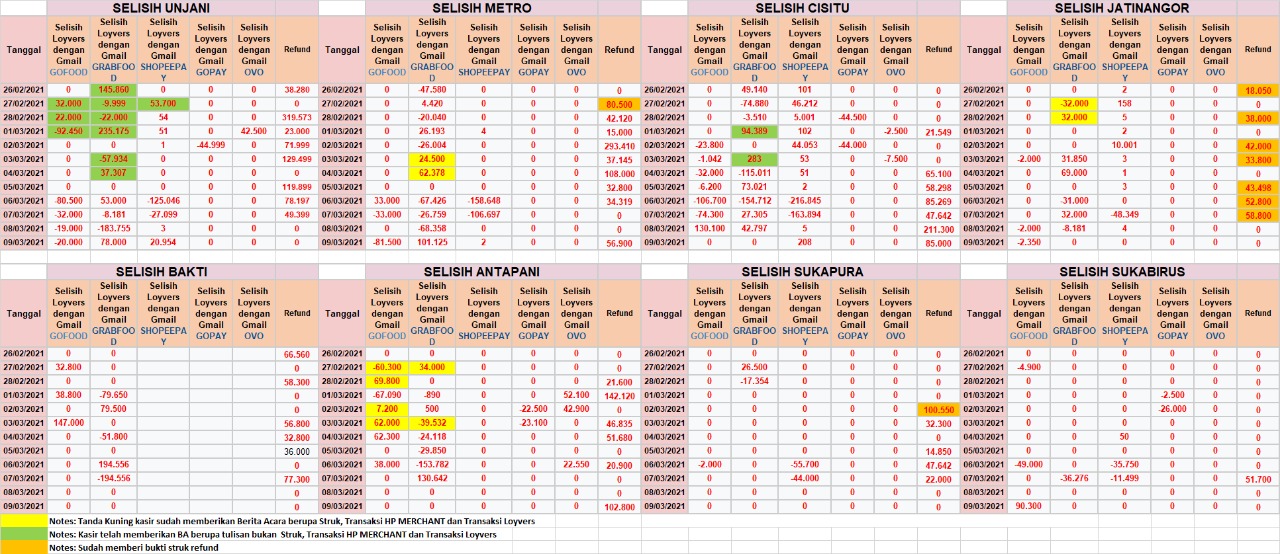 SELISIH UNJANI SELISIH METRO SELISIH CISITU SELISIH JATINANGOR
Tanggal Selisih Loyvers dengan Gmail GOFOOD Selisih Loyvers dengan Gmail GRABFOOD Selisih Loyvers dengan Gmail SHOPEEPAY Selisih Loyvers dengan Gmail GOPAY Selisih Loyvers dengan Gmail OVO Refund Tanggal Selisih Loyvers dengan Gmail GOFOOD Selisih Loyvers dengan Gmail GRABFOOD Selisih Loyvers dengan Gmail SHOPEEPAY Selisih Loyvers dengan Gmail GOPAY Selisih Loyvers dengan Gmail OVO Refund Tanggal Selisih Loyvers dengan Gmail GOFOOD Selisih Loyvers dengan Gmail GRABFOOD Selisih Loyvers dengan Gmail SHOPEEPAY Selisih Loyvers dengan Gmail GOPAY Selisih Loyvers dengan Gmail OVO Refund Tanggal Selisih Loyvers dengan Gmail GOFOOD Selisih Loyvers dengan Gmail GRABFOOD Selisih Loyvers dengan Gmail SHOPEEPAY Selisih Loyvers dengan Gmail GOPAY Selisih Loyvers dengan Gmail OVO Refund
26/02/2021 0 145.860 0 0 0 38.280 26/02/2021 0 -47.580 0 0 0 0 26/02/2021 0 49.140 101 0 0 0 26/02/2021 0 0 2 0 0 18.050
27/02/2021 32.000 -9.999 53.700 0 0 0 27/02/2021 0 4.420 0 0 0 80.500 27/02/2021 0 -74.880 46.212 0 0 0 27/02/2021 0 -32.000 158 0 0 0
28/02/2021 22.000 -22.000 54 0 0 319.573 28/02/2021 0 -20.040 0 0 0 42.120 28/02/2021 0 -3.510 5.001 -44.500 0 0 28/02/2021 0 32.000 5 0 0 38.000
01/03/2021 -92.450 235.175 51 0 42.500 23.000 01/03/2021 0 26.193 4 0 0 15.000 01/03/2021 0 94.389 102 0 -2.500 21.549 01/03/2021 0 0 2 0 0 0
02/03/2021 0 0 1 -44.999 0 71.999 02/03/2021 0 -26.004 0 0 0 293.410 02/03/2021 -23.800 0 44.053 -44.000 0 0 02/03/2021 0 0 10.001 0 0 42.000
03/03/2021 0 -57.934 0 0 0 129.499 03/03/2021 0 24.500 0 0 0 37.145 03/03/2021 -1.042 283 53 0 -7.500 0 03/03/2021 -2.000 31.850 3 0 0 33.800
04/03/2021 0 37.307 0 0 0 0 04/03/2021 0 62.378 0 0 0 108.000 04/03/2021 -32.000 -115.011 51 0 0 65.100 04/03/2021 0 69.000 1 0 0 0
05/03/2021 0 0 0 0 0 119.899 05/03/2021 0 0 0 0 0 32.800 05/03/2021 -6.200 73.021 2 0 0 58.298 05/03/2021 0 0 3 0 0 43.498
06/03/2021 -80.500 53.000 -125.046 0 0 78.197 06/03/2021 33.000 -67.426 -158.648 0 0 34.319 06/03/2021 -106.700 -154.712 -216.845 0 0 85.269 06/03/2021 0 -31.000 0 0 0 52.800
07/03/2021 -32.000 -8.181 -27.099 0 0 49.399 07/03/2021 -33.000 -26.759 -106.697 0 0 0 07/03/2021 -74.300 27.305 -163.894 0 0 47.642 07/03/2021 0 32.000 -48.349 0 0 58.800
08/03/2021 -19.000 -183.755 3 0 0 0 08/03/2021 0 -68.358 0 0 0 0 08/03/2021 130.100 42.797 5 0 0 211.300 08/03/2021 -2.000 -8.181 4 0 0 0
09/03/2021 -20.000 78.000 20.954 0 0 0 09/03/2021 -81.500 101.125 2 0 0 56.900 09/03/2021 0 0 208 0 0 85.000 09/03/2021 -2.350 0 0 0 0 0
SELISIH BAKTI SELISIH ANTAPANI SELISIH SUKAPURA SELISIH SUKABIRUS
Tanggal Selisih Loyvers dengan Gmail GOFOOD Selisih Loyvers dengan Gmail GRABFOOD Selisih Loyvers dengan Gmail SHOPEEPAY Selisih Loyvers dengan Gmail GOPAY Selisih Loyvers dengan Gmail OVO Refund Tanggal Selisih Loyvers dengan Gmail GOFOOD Selisih Loyvers dengan Gmail GRABFOOD Selisih Loyvers dengan Gmail SHOPEEPAY Selisih Loyvers dengan Gmail GOPAY Selisih Loyvers dengan Gmail OVO Refund Tanggal Selisih Loyvers dengan Gmail GOFOOD Selisih Loyvers dengan Gmail GRABFOOD Selisih Loyvers dengan Gmail SHOPEEPAY Selisih Loyvers dengan Gmail GOPAY Selisih Loyvers dengan Gmail OVO Refund Tanggal Selisih Loyvers dengan Gmail GOFOOD Selisih Loyvers dengan Gmail GRABFOOD Selisih Loyvers dengan Gmail SHOPEEPAY Selisih Loyvers dengan Gmail GOPAY Selisih Loyvers dengan Gmail OVO Refund
26/02/2021 0 0 66.560 26/02/2021 0 0 0 0 0 0 26/02/2021 0 0 0 0 0 0 26/02/2021 0 0 0 0 0 0
27/02/2021 32.800 0 0 27/02/2021 -60.300 34.000 0 0 0 0 27/02/2021 0 26.500 0 0 0 0 27/02/2021 -4.900 0 0 0 0 0
28/02/2021 0 0 58.300 28/02/2021 69.800 0 0 0 0 21.600 28/02/2021 0 -17.354 0 0 0 0 28/02/2021 0 0 0 0 0 0
01/03/2021 38.800 -79.650 0 01/03/2021 -67.090 -890 0 0 52.100 142.120 01/03/2021 0 0 0 0 0 0 01/03/2021 0 0 0 -2.500 0 0
02/03/2021 0 79.500 0 02/03/2021 7.200 500 0 -22.500 42.900 0 02/03/2021 0 0 0 0 0 100.550 02/03/2021 0 0 0 -26.000 0 0
03/03/2021 147.000 0 56.800 03/03/2021 62.000 -39.532 0 -23.100 0 46.835 03/03/2021 0 0 0 0 0 32.300 03/03/2021 0 0 0 0 0 0
04/03/2021 0 -51.800 32.800 04/03/2021 62.300 -24.118 0 0 0 51.680 04/03/2021 0 0 0 0 0 0 04/03/2021 0 0 50 0 0 0
05/03/2021 0 0 36.000 05/03/2021 0 -29.850 0 0 0 0 05/03/2021 0 0 0 0 0 14.850 05/03/2021 0 0 0 0 0 0
06/03/2021 0 194.556 0 06/03/2021 38.000 -153.782 0 0 22.550 20.900 06/03/2021 -2.000 0 -55.700 0 0 47.642 06/03/2021 -49.000 0 -35.750 0 0 0
07/03/2021 0 -194.556 77.300 07/03/2021 0 130.642 0 0 0 0 07/03/2021 0 0 -44.000 0 0 22.000 07/03/2021 0 -36.276 -11.499 0 0 51.700
08/03/2021 0 0 0 08/03/2021 0 0 0 0 0 0 08/03/2021 0 0 0 0 0 0 08/03/2021 0 0 0 0 0 0
09/03/2021 0 0 0 09/03/2021 0 0 0 0 0 102.800 09/03/2021 0 0 0 0 0 0 09/03/2021 90.300 0 0 0 0 0
Notes: Tanda Kuning kasir sudah memberikan Berita Acara berupa Struk, Transaksi HP MERCHANT dan Transaksi Loyvers
Notes: Kasir telah memberikan BA berupa tulisan bukan Struk, Transaksi HP MERCHANT dan Transaksi Loyvers
Notes: Sudah memberi bukti struk refund